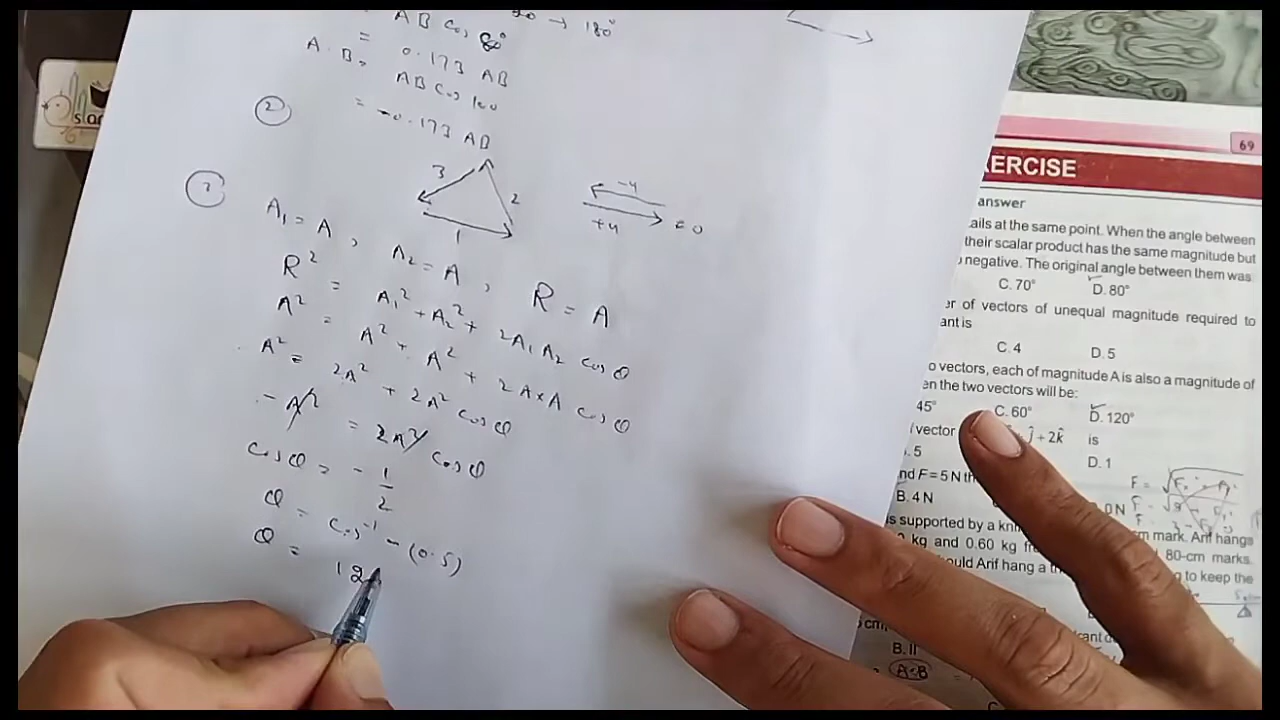 AB cos 80°
→ 180°
= 0.173 AB
A.B = AB cos 100
= -0.173 AB
②
3
2
1
-4
+4
= 0
A₁ = A , A₂ = A , R = A
R² = A₁² + A₂² + 2A₁A₂ cos θ
A² = A² + A² + 2A×A cos θ
A² = 2A² + 2A² cos θ
- A² = 2A² cos θ
cos θ = - 1/2
θ = cos⁻¹ - (0.5)
θ = 12
69
ERCISE
answer
ails at the same point. When the angle between
their scalar product has the same magnitude but
negative. The original angle between them was
C. 70° D. 80°
er of vectors of unequal magnitude required to
ant is
C. 4 D. 5
o vectors, each of magnitude A is also a magnitude of
en the two vectors will be:
45° C. 60° D. 120°
vector ĵ + 2k̂ is
.5 D. 1
nd F = 5 N th
B. 4 N
s supported by a kni cm mark. Arif hangs
kg and 0.60 kg fr 80-cm marks.
ould Arif hang a th g to keep the
B. II
A×B